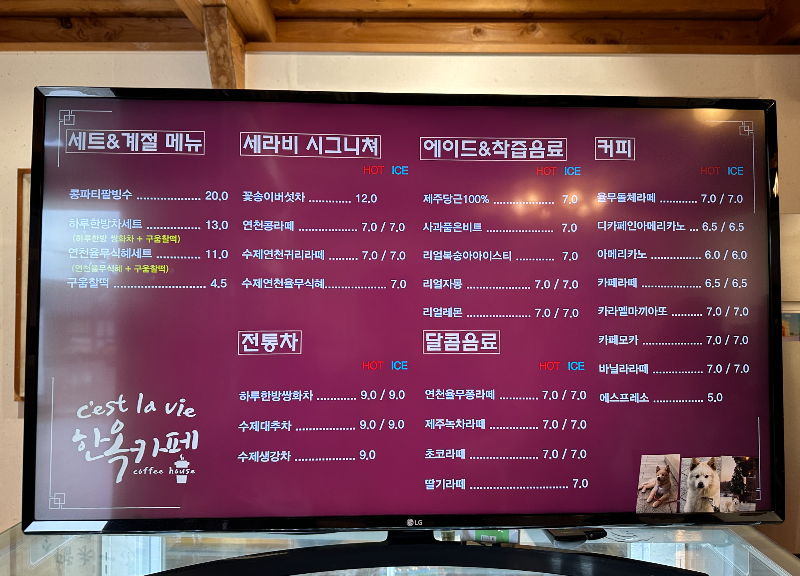 세트&계절 메뉴
콩파티팥빙수 ................ 20.0
하루한방차세트 ................ 13.0
(하루한방 쌍화차 + 구움찰떡)
연천율무식혜세트 ............ 11.0
(연천율무식혜 + 구움찰떡)
구움찰떡 ........................ 4.5
세라비 시그니쳐
HOT ICE
꽃송이버섯차 ............ 12.0
연천콩라떼 ................ 7.0 / 7.0
수제연천귀리라떼 ........ 7.0 / 7.0
수제연천율무식혜................ 7.0
전통차
HOT ICE
하루한방쌍화차 ........... 9.0 / 9.0
수제대추차 ................. 9.0 / 9.0
수제생강차 ................. 9.0
에이드&착즙음료
HOT ICE
제주당근100% .................. 7.0
사과품은비트 .................... 7.0
리얼복숭아아이스티 ............ 7.0
리얼자몽 .................. 7.0 / 7.0
리얼레몬 .................. 7.0 / 7.0
달콤음료
HOT ICE
연천율무퐁라떼 ........... 7.0 / 7.0
제주녹차라떼 .............. 7.0 / 7.0
초코라떼 .................... 7.0 / 7.0
딸기라떼 ............................ 7.0
커피
HOT ICE
율무돌체라떼 ............ 7.0 / 7.0
디카페인아메리카노 ... 6.5 / 6.5
아메리카노 ............... 6.0 / 6.0
카페라떼 .................. 6.5 / 6.5
카라멜마끼아또 ......... 7.0 / 7.0
카페모카 .................. 7.0 / 7.0
바닐라라떼 ............... 7.0 / 7.0
에스프레소 ............... 5.0
c'est la vie
한옥카페
coffee house
LG